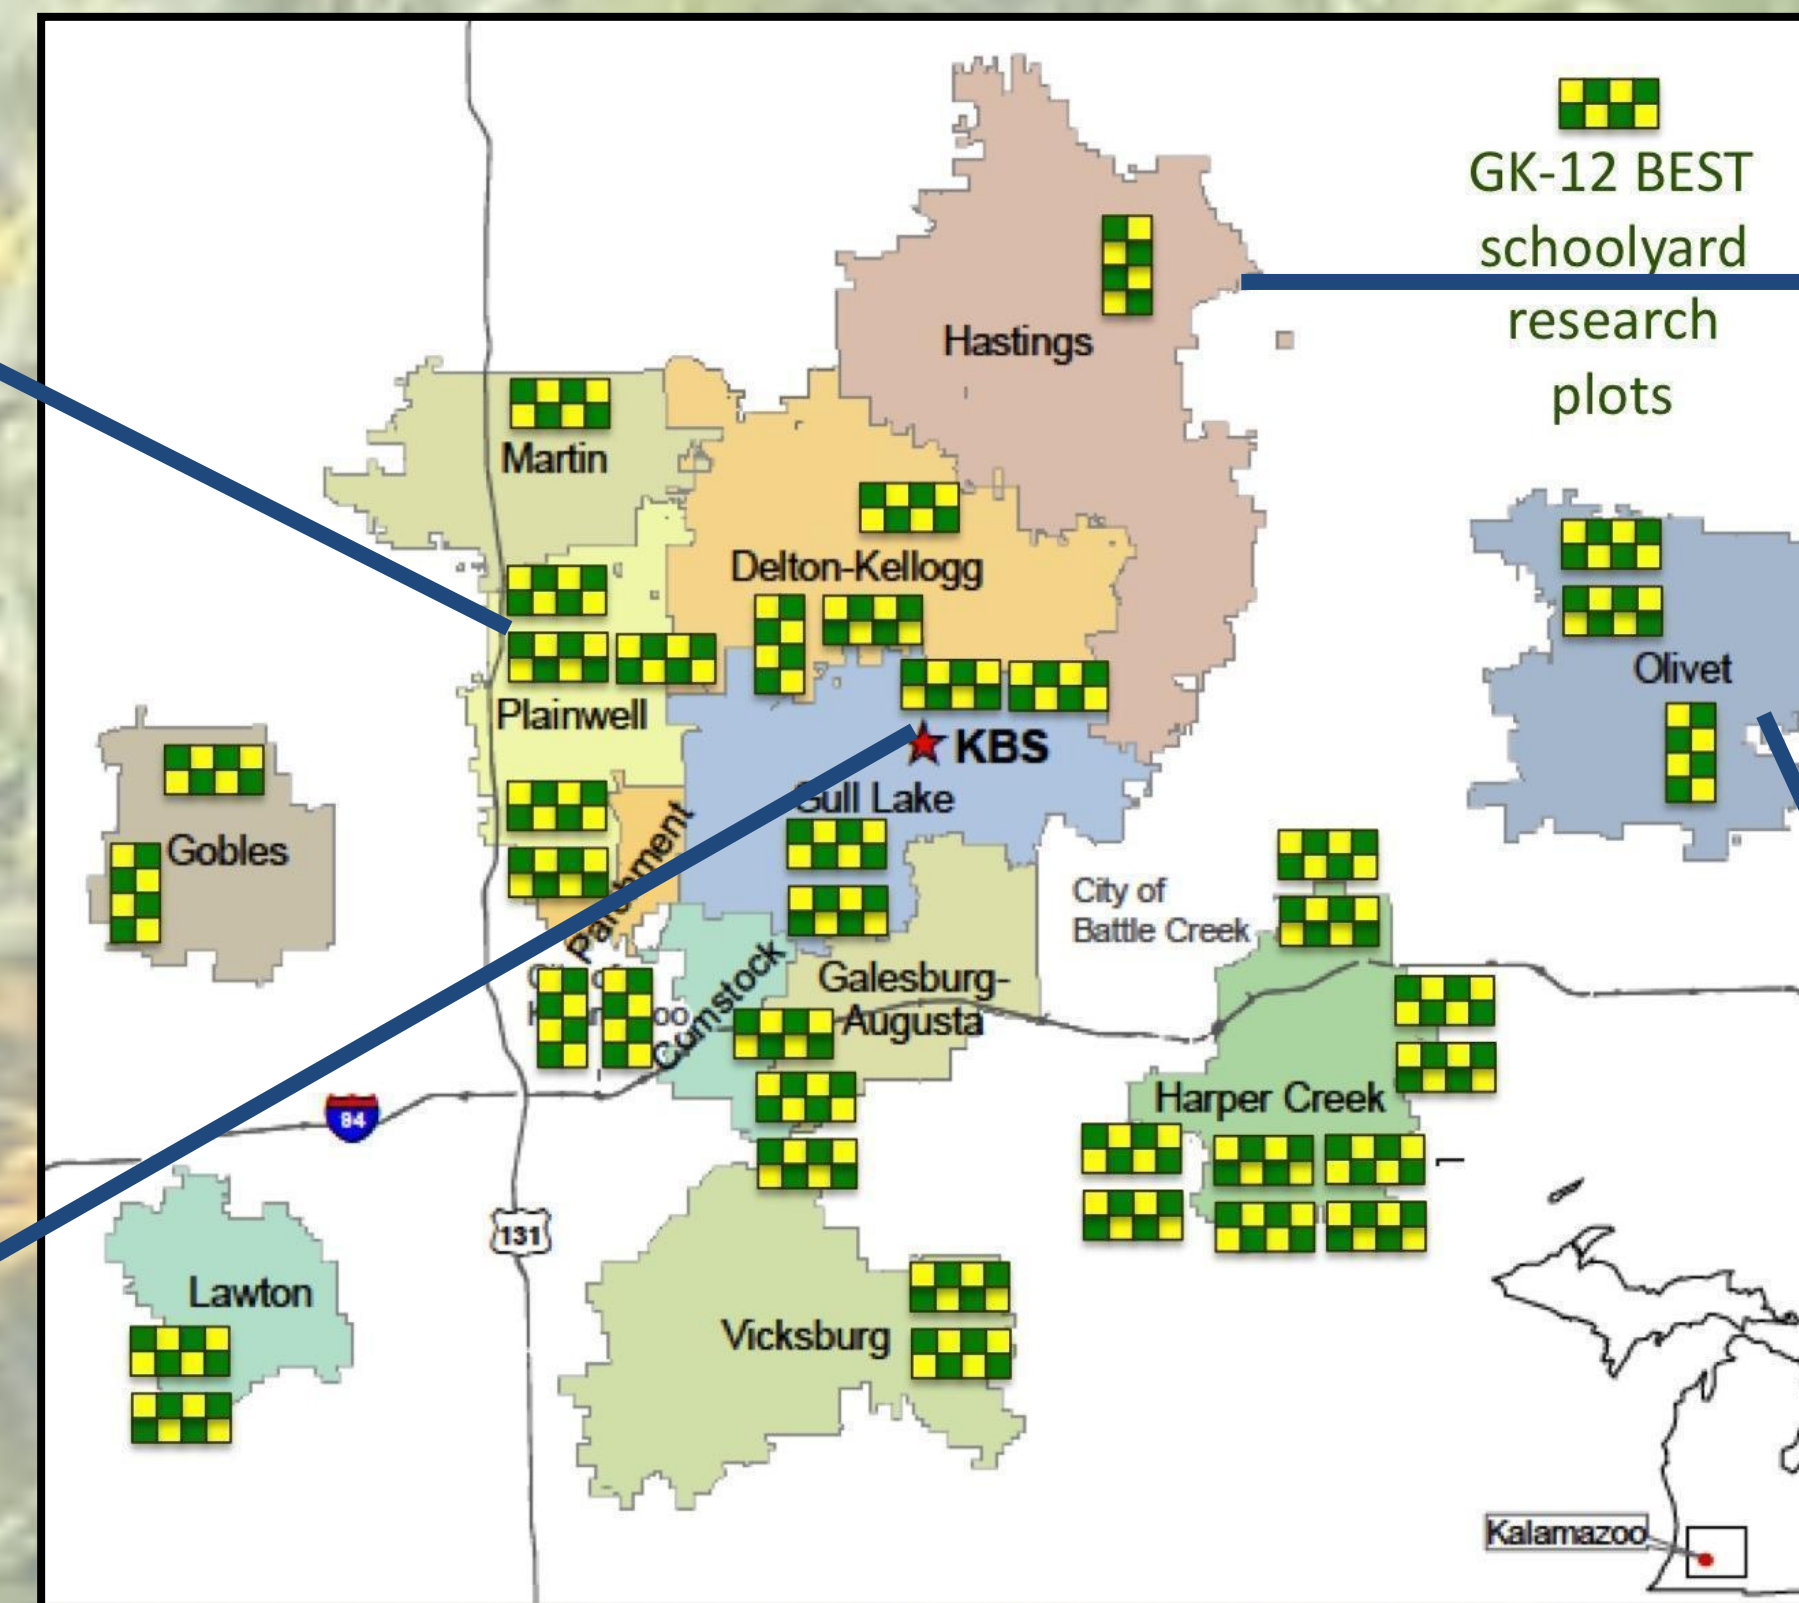 GK-12 BEST
schoolyard
research
plots
Hastings
Martin
Delton-Kellogg
Olivet
Plainwell
KBS
Gull Lake
Gobles
Parchment
City of
Battle Creek
Comstock
Galesburg-
Augusta
Harper Creek
94
131
Lawton
Vicksburg
Kalamazoo